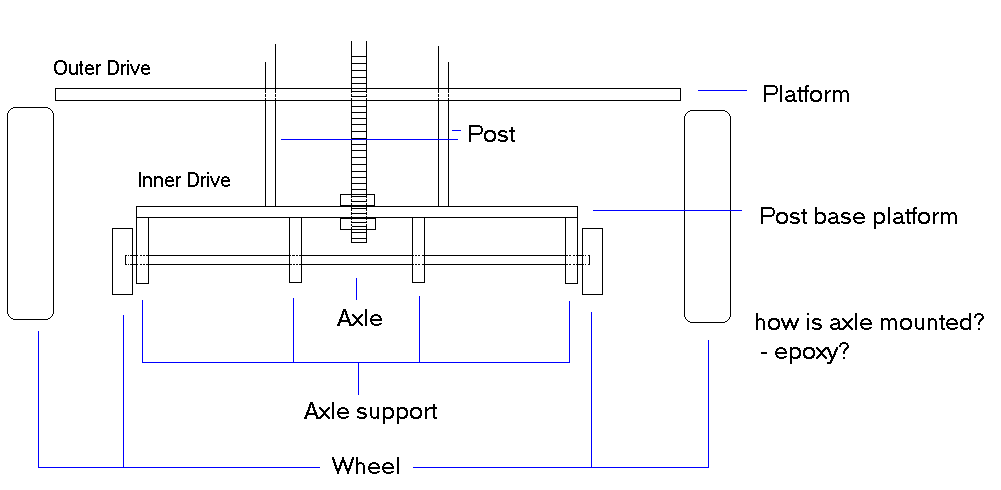 Outer Drive
Platform
Post
Inner Drive
Post base platform
Axle
how is axle mounted?
- epoxy?
Axle support
Wheel